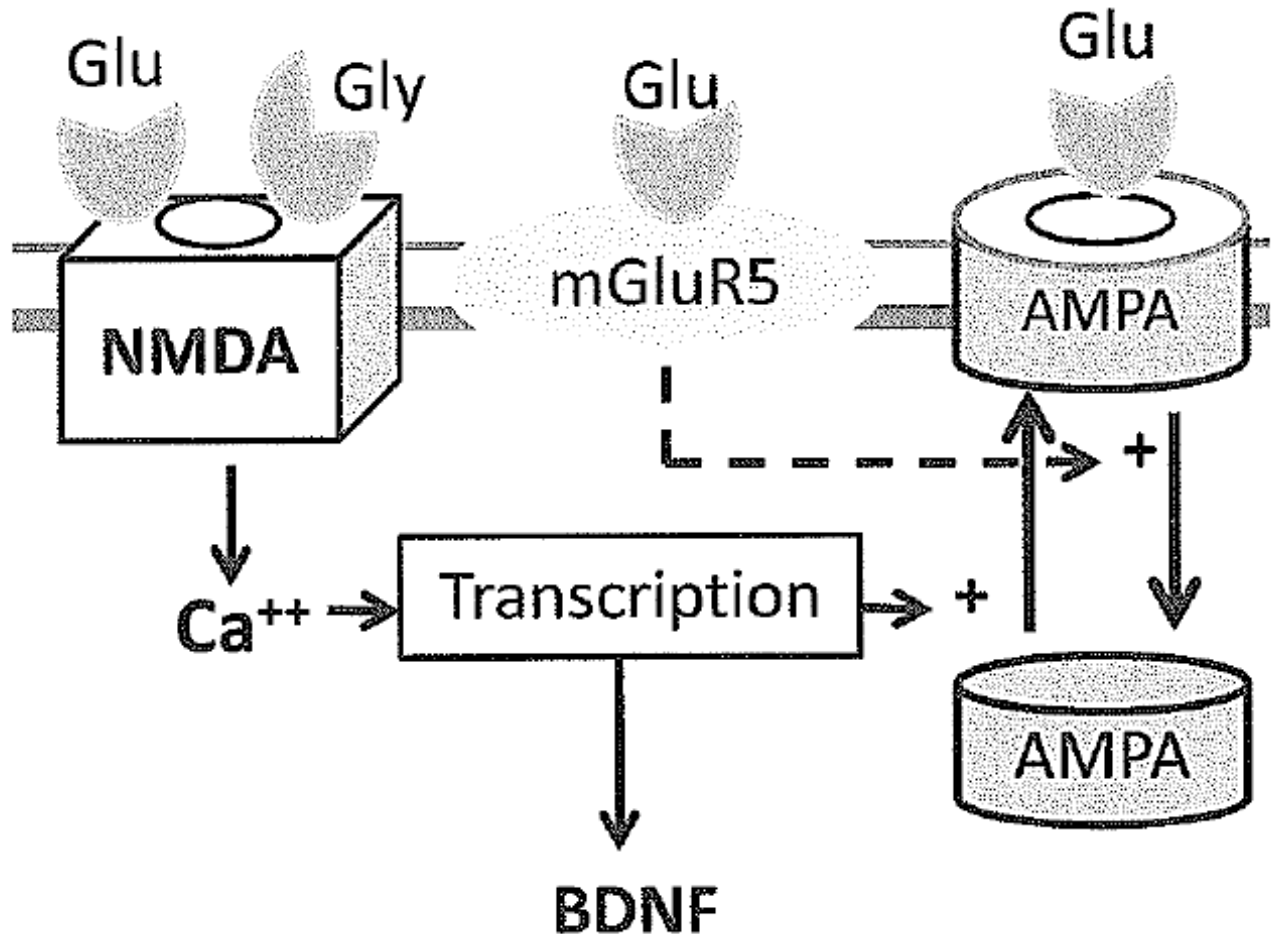 Glu
Gly
Glu
Glu
NMDA
mGluR5
AMPA
+
Ca++
Transcription
+
AMPA
BDNF